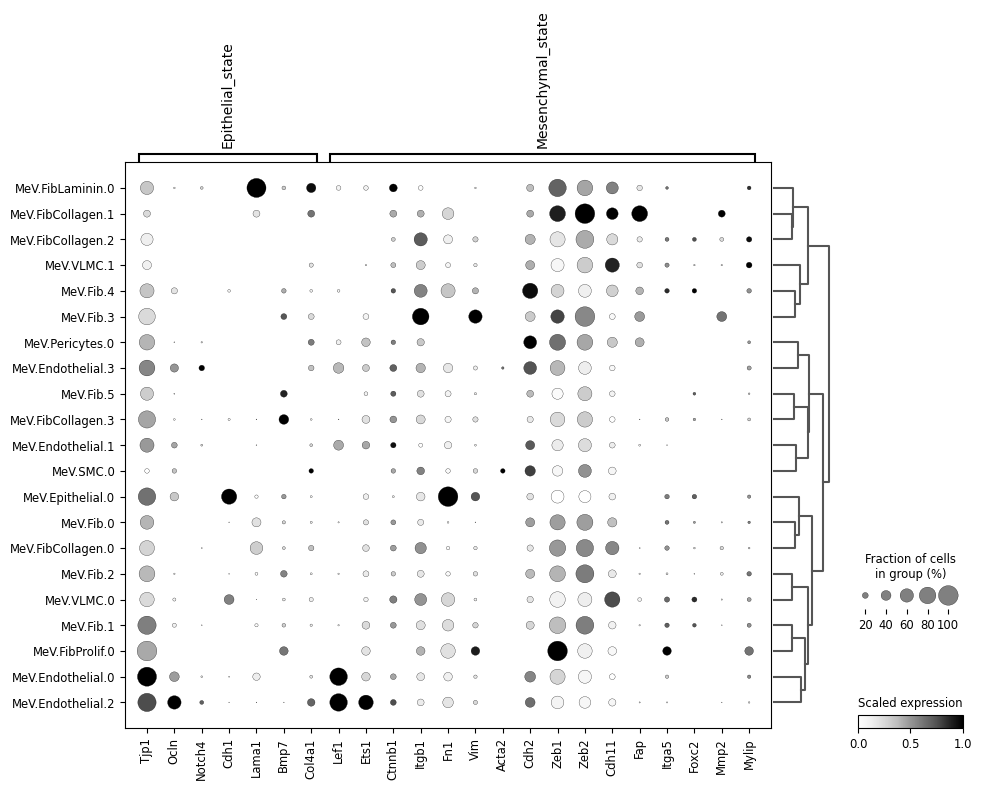 Epithelial_state
Mesenchymal_state
MeV.FibLaminin.0
MeV.FibCollagen.1
MeV.FibCollagen.2
MeV.VLMC.1
MeV.Fib.4
MeV.Fib.3
MeV.Pericytes.0
MeV.Endothelial.3
MeV.Fib.5
MeV.FibCollagen.3
MeV.Endothelial.1
MeV.SMC.0
MeV.Epithelial.0
MeV.Fib.0
MeV.FibCollagen.0
MeV.Fib.2
MeV.VLMC.0
MeV.Fib.1
MeV.FibProlif.0
MeV.Endothelial.0
MeV.Endothelial.2
Tjp1
Ocln
Notch4
Cdh1
Lama1
Bmp7
Col4a1
Lef1
Ets1
Ctnnb1
Itgb1
Fn1
Vim
Acta2
Cdh2
Zeb1
Zeb2
Cdh11
Fap
Itga5
Foxc2
Mmp2
Mylip
Fraction of cells
in group (%)
20 40 60 80 100
Scaled expression
0.0 0.5 1.0